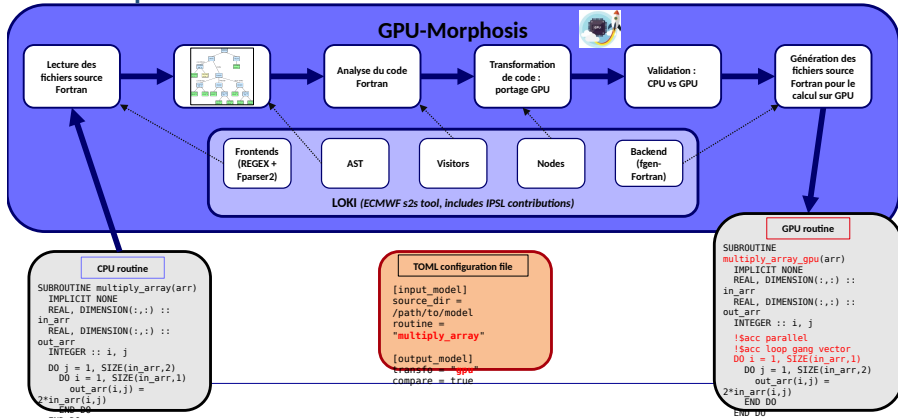 GPU-Morphosis
Lecture des
fichiers source
Fortran
Analyse du code
Fortran
Transformation
de code :
portage GPU
Validation :
CPU vs GPU
Génération des
fichiers source
Fortran pour le
calcul sur GPU
Frontends
(REGEX +
Fparser2)
AST
Visitors
Nodes
Backend
(fgen-
Fortran)
LOKI (ECMWF s2s tool, includes IPSL contributions)
CPU routine
SUBROUTINE multiply_array(arr)
IMPLICIT NONE
REAL, DIMENSION(:,:) ::
in_arr
REAL, DIMENSION(:,:) ::
out_arr
INTEGER :: i, j
DO j = 1, SIZE(in_arr,2)
DO i = 1, SIZE(in_arr,1)
out_arr(i,j) =
2*in_arr(i,j)
END DO
END DO
TOML configuration file
[input_model]
source_dir =
/path/to/model
routine =
"multiply_array"
[output_model]
transfo = "gpu"
compare = true
GPU routine
SUBROUTINE
multiply_array_gpu(arr)
IMPLICIT NONE
REAL, DIMENSION(:,:) ::
in_arr
REAL, DIMENSION(:,:) ::
out_arr
INTEGER :: i, j
!$acc parallel
!$acc loop gang vector
DO i = 1, SIZE(in_arr,1)
DO j = 1, SIZE(in_arr,2)
out_arr(i,j) =
2*in_arr(i,j)
END DO
END DO